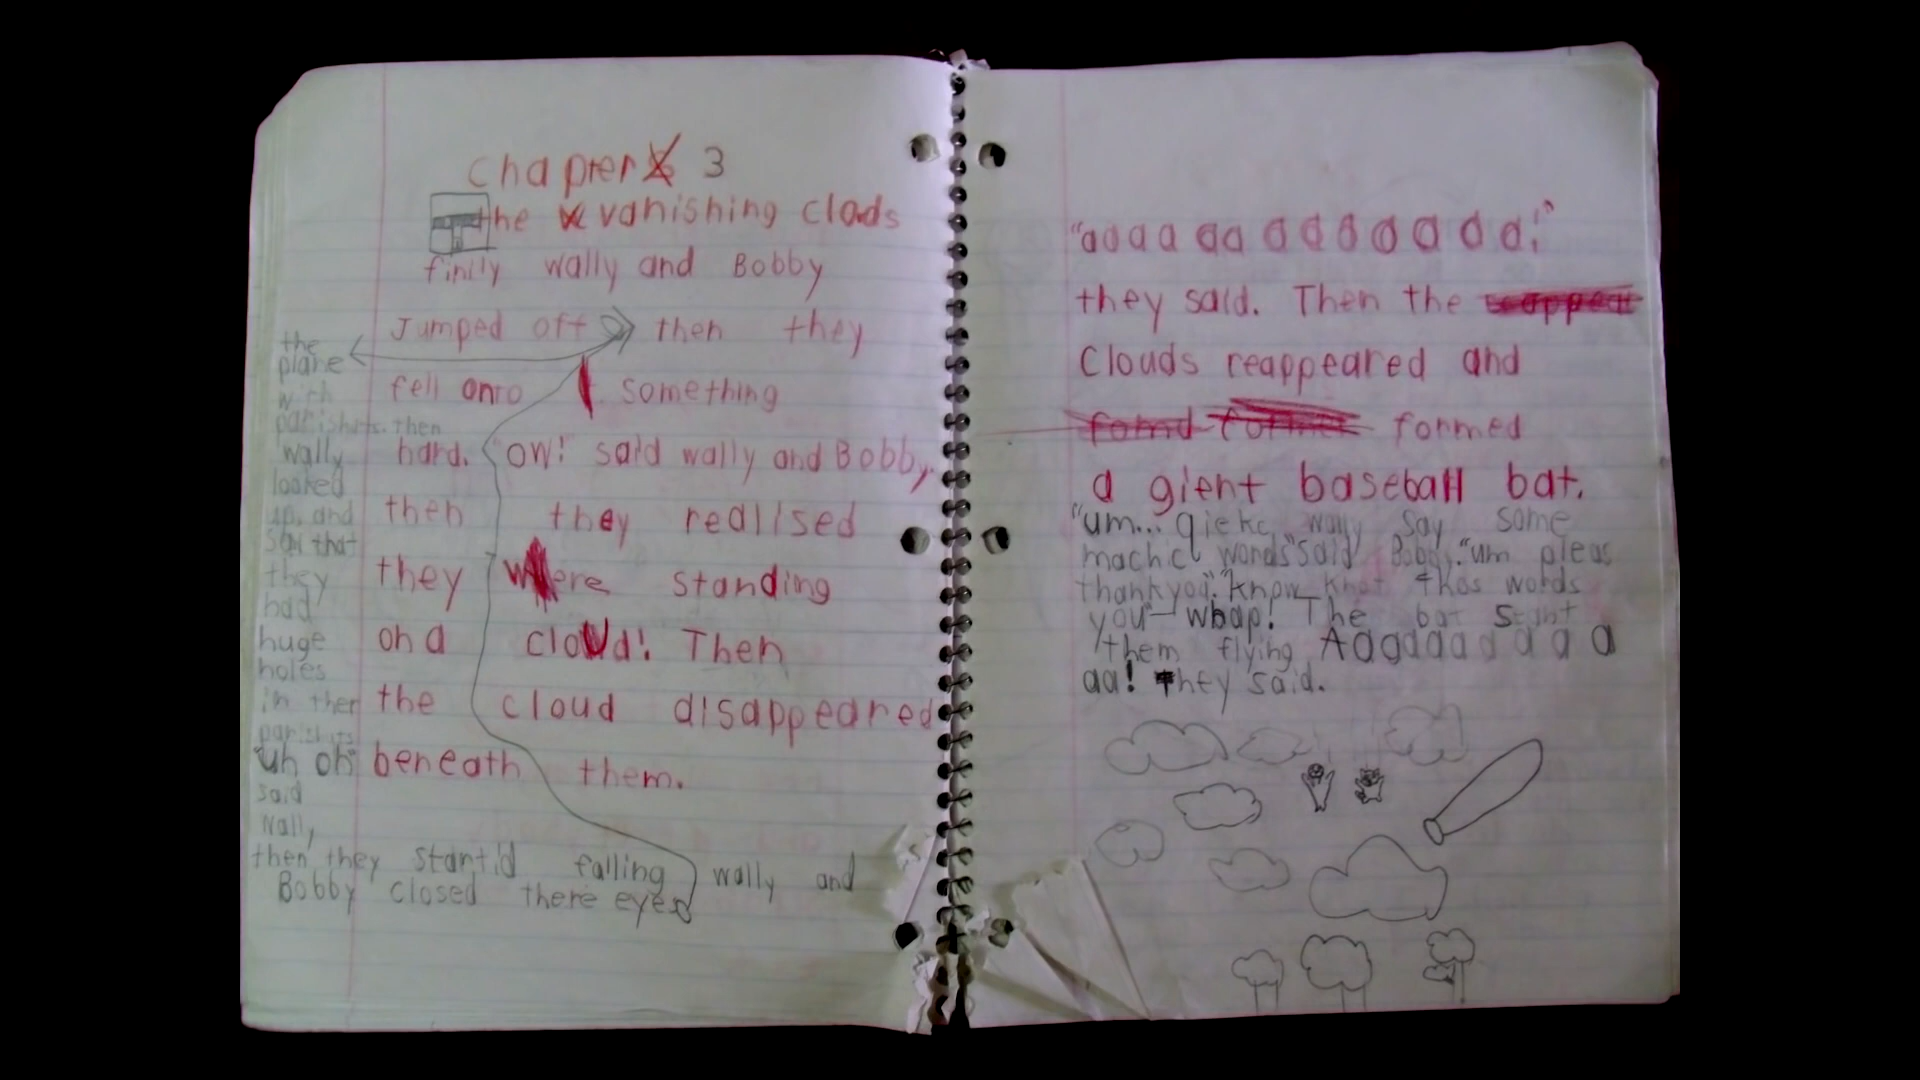 Chapter 3
the vanishing clods
finily wally and Bobby
Jumped off then they
fell onto something
hard. "ow!" said wally and Bobby.
then they realised
they were standing
on a cloud! Then
the cloud disappeared
beneath them.
the
plane
wich
parishuts. then
wally
looked
up, and
saw that
they
had
huge
holes
in ther
parishuts
"uh oh"
said
Wally,
then they startid falling wally and
Bobby closed there eyes
"aaaaaaaaaaaaa!"
they said. Then the
Clouds reappeared and
formed
a gient baseball bat.
"um... qieke, wally say some
machicl words" said Bobby. "um pleas,
thankyou." "know, knot thos words
you— whap! The bat
them flying Aagaaaaaaa
aa! They said.